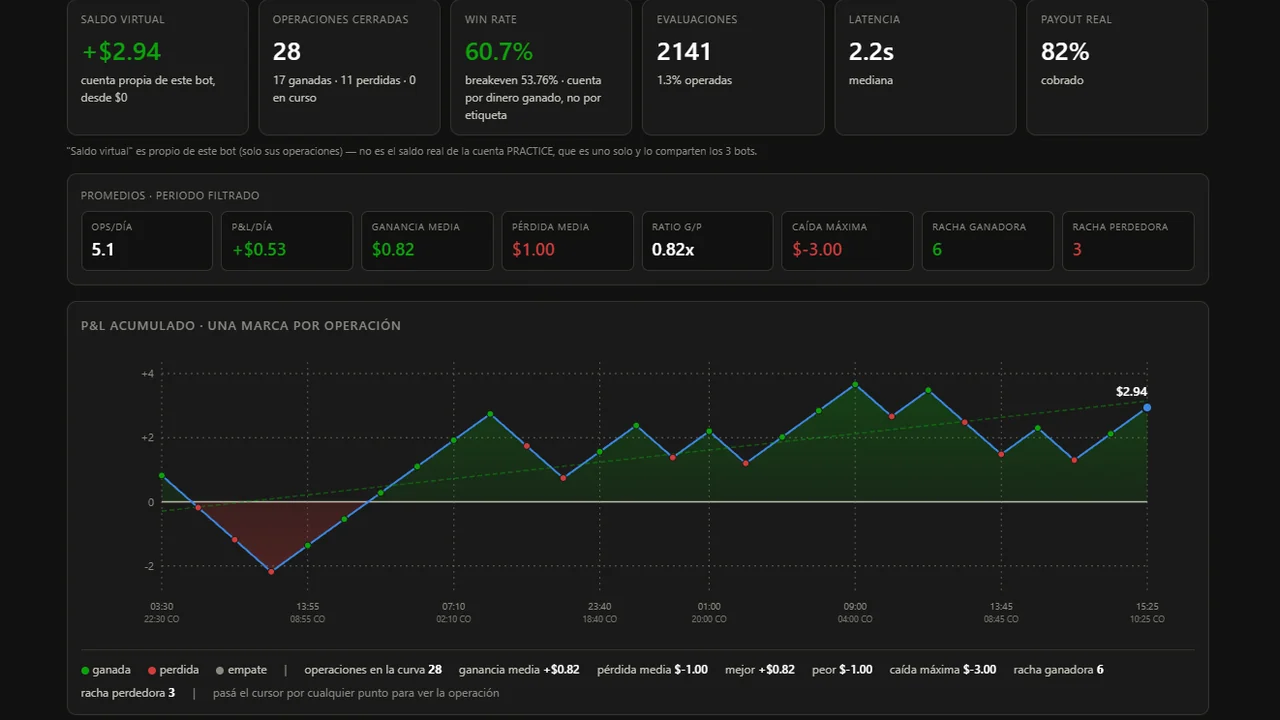 SALDO VIRTUAL
+$2.94
cuenta propia de este bot,
desde $0
OPERACIONES CERRADAS
28
17 ganadas · 11 perdidas · 0
en curso
WIN RATE
60.7%
breakeven 53.76% · cuenta
por dinero ganado, no por
etiqueta
EVALUACIONES
2141
1.3% operadas
LATENCIA
2.2s
mediana
PAYOUT REAL
82%
cobrado
"Saldo virtual" es propio de este bot (solo sus operaciones) — no es el saldo real de la cuenta PRACTICE, que es uno solo y lo comparten los 3 bots.
PROMEDIOS · PERIODO FILTRADO
OPS/DÍA
5.1
P&L/DÍA
+$0.53
GANANCIA MEDIA
$0.82
PÉRDIDA MEDIA
$1.00
RATIO G/P
0.82x
CAÍDA MÁXIMA
$-3.00
RACHA GANADORA
6
RACHA PERDEDORA
3
P&L ACUMULADO · UNA MARCA POR OPERACIÓN
+4
+2
0
-2
$2.94
03:30 13:55 07:10 23:40 01:00 09:00 13:45 15:25
22:30 CO 08:55 CO 02:10 CO 18:40 CO 20:00 CO 04:00 CO 08:45 CO 10:25 CO
ganada perdida empate | operaciones en la curva 28 ganancia media +$0.82 pérdida media $-1.00 mejor +$0.82 peor $-1.00 caída máxima $-3.00 racha ganadora 6
racha perdedora 3 | pasá el cursor por cualquier punto para ver la operación